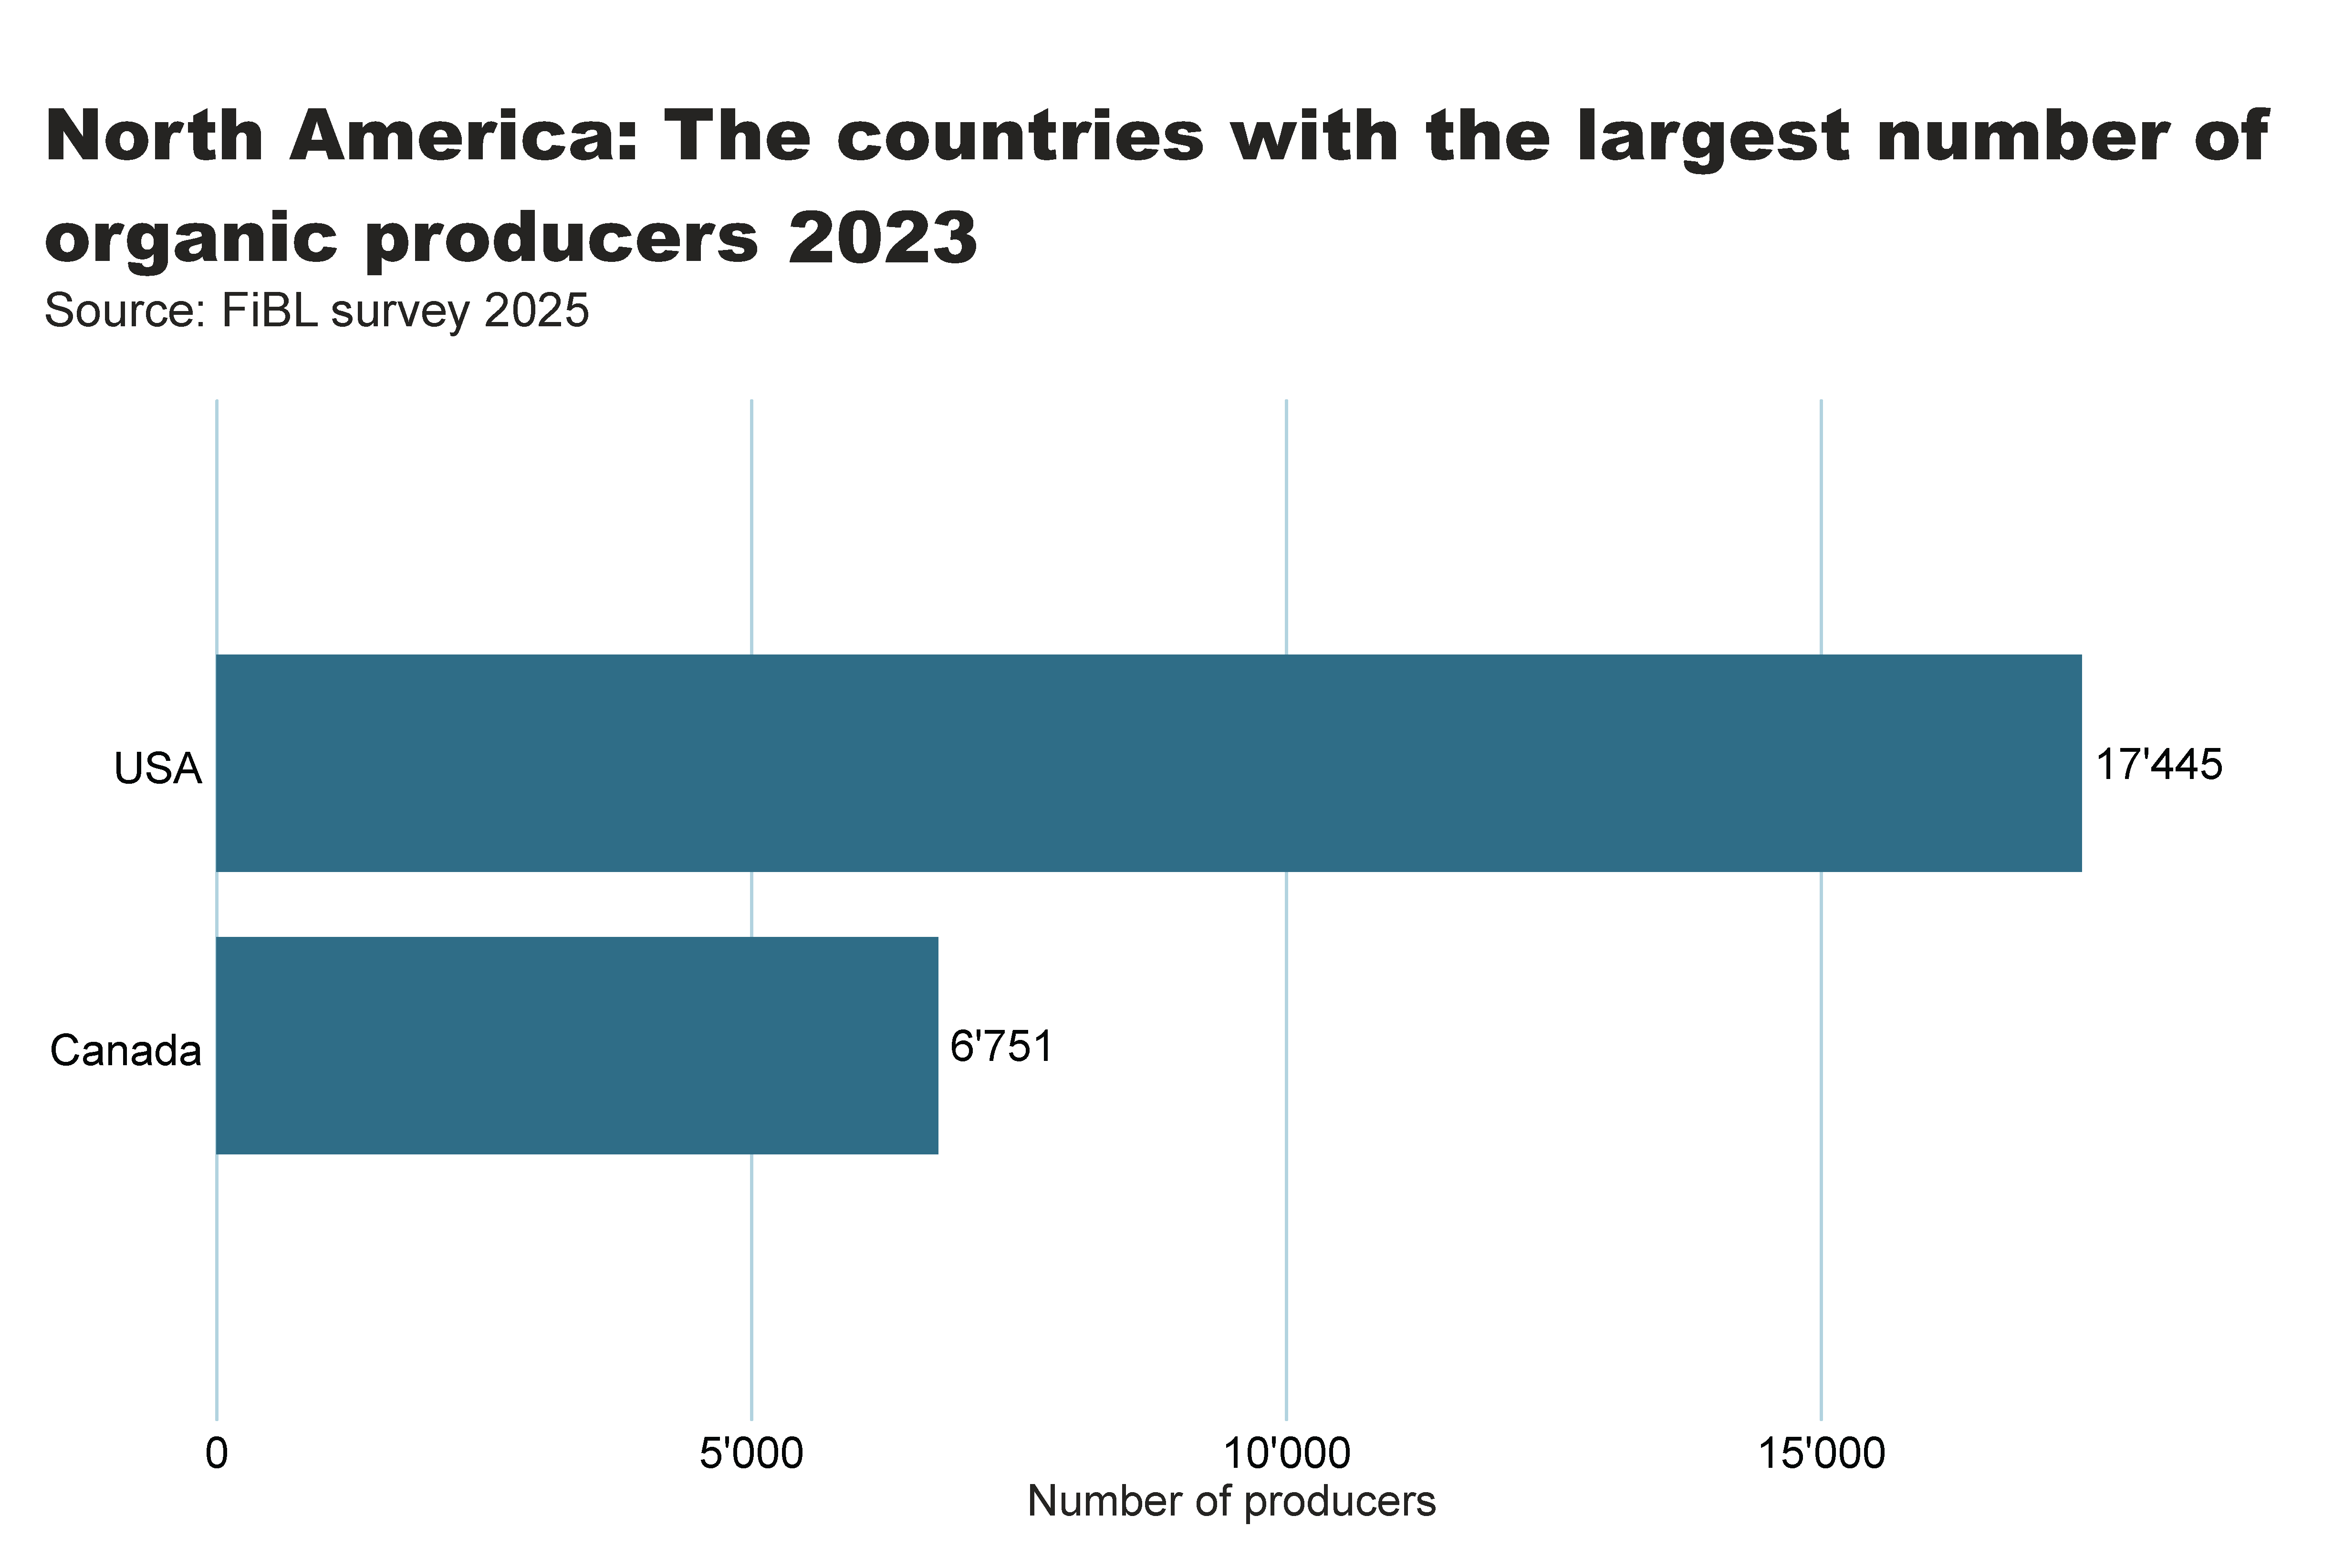 North America: The countries with the largest number of
organic producers 2023
Source: FiBL survey 2025
USA
17'445
Canada
6'751
0
5'000
10'000
15'000
Number of producers